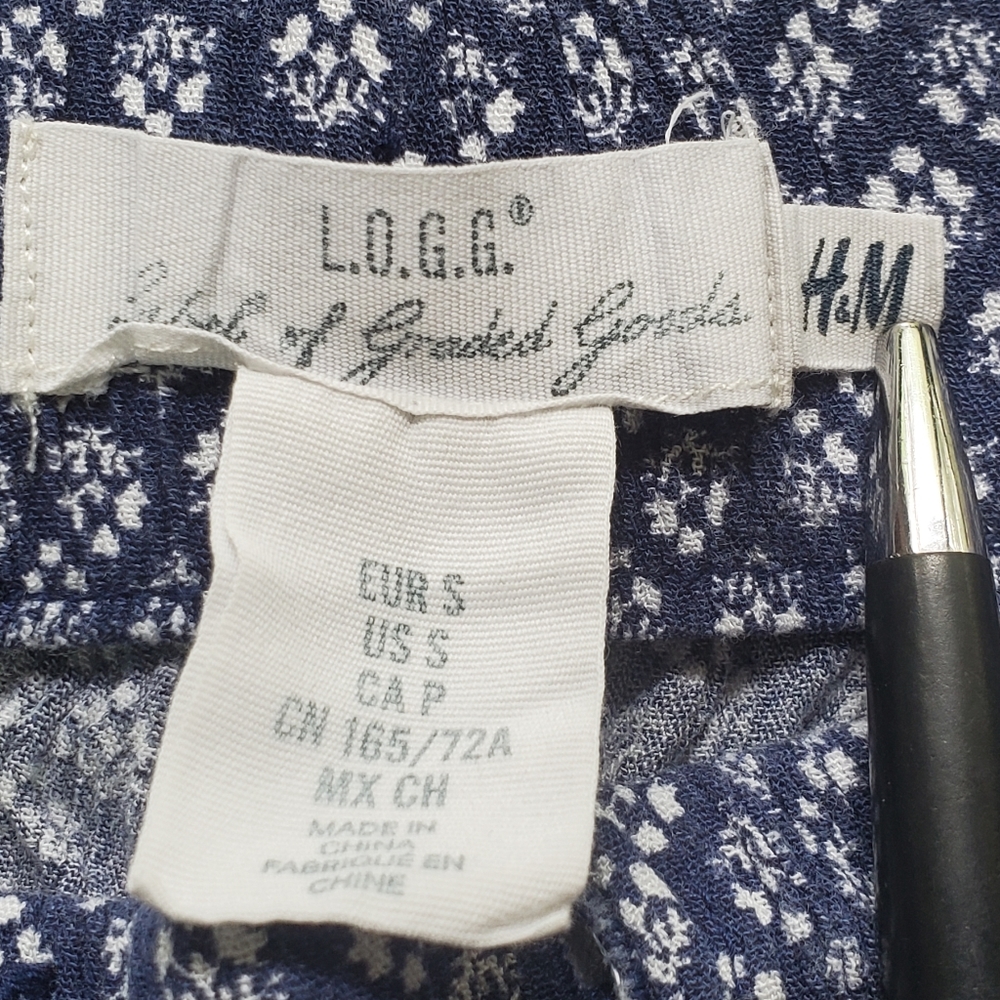 L.O.G.G.®
Label of Graded Goods
H&M
EUR S
US S
CA P
CN 165/72A
MX CH
MADE IN
CHINA
FABRIQUÉ EN
CHINE